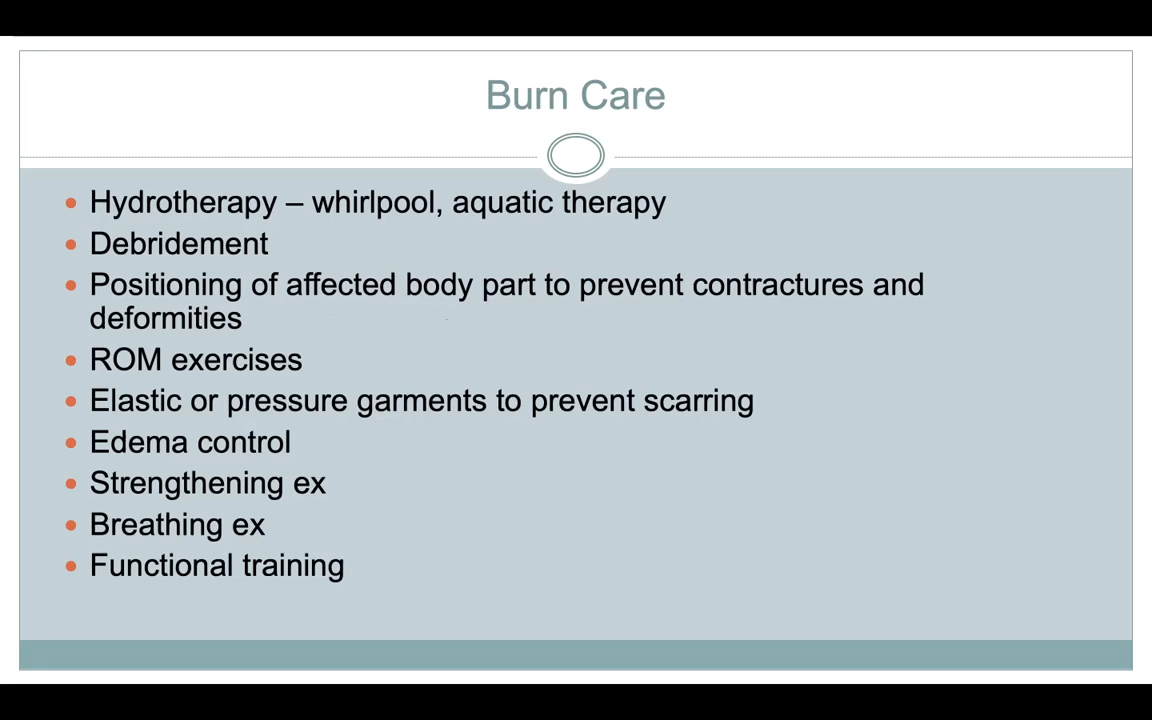 Burn Care
• Hydrotherapy – whirlpool, aquatic therapy
• Debridement
• Positioning of affected body part to prevent contractures and
deformities
• ROM exercises
• Elastic or pressure garments to prevent scarring
• Edema control
• Strengthening ex
• Breathing ex
• Functional training